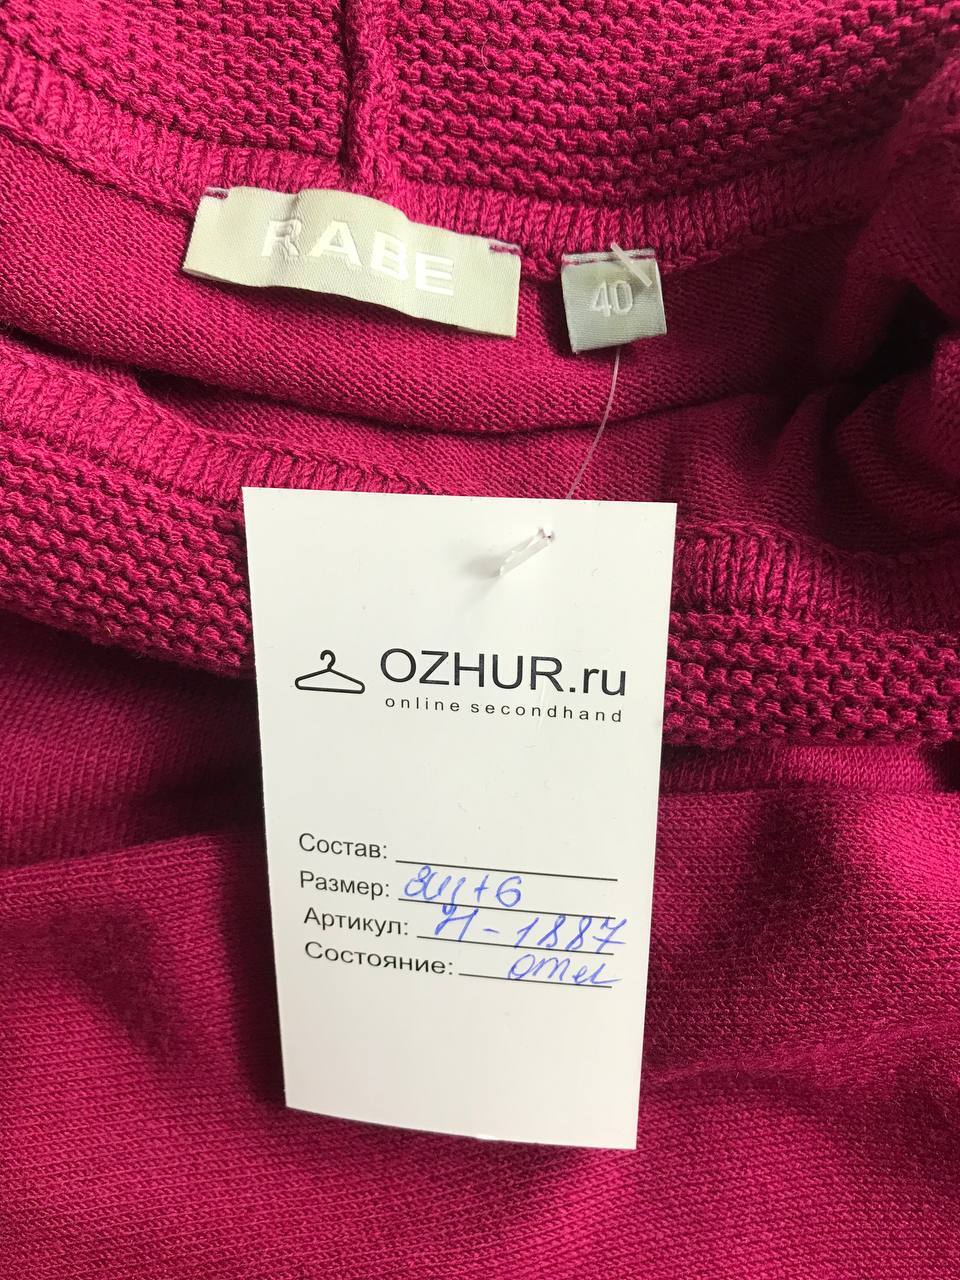 RABE
40
OZHUR.ru
online secondhand
Состав:
Размер:
Артикул: Н-1887
Состояние: отл